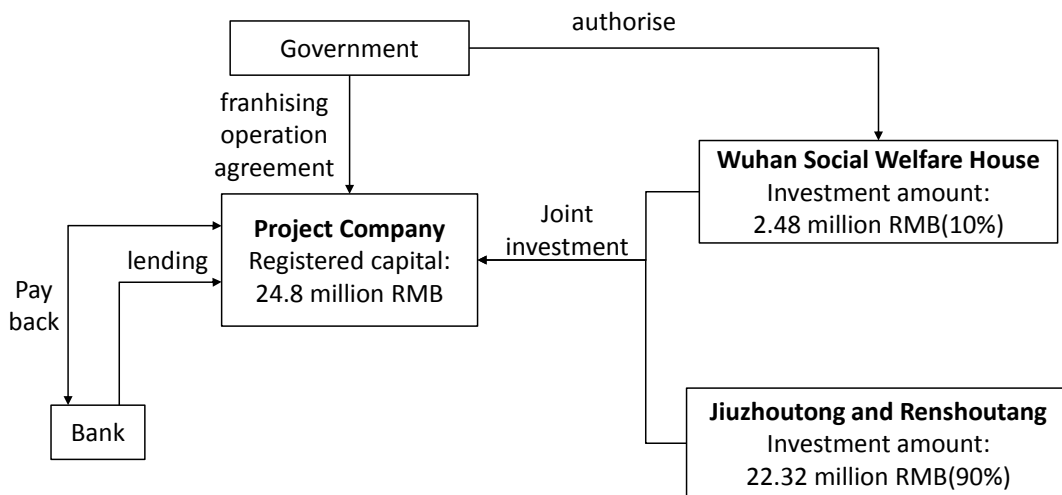 Government
authorise
franhising
operation
agreement
Wuhan Social Welfare House
Investment amount:
2.48 million RMB(10%)
Project Company
Registered capital:
24.8 million RMB
Joint
investment
lending
Pay
back
Bank
Jiuzhoutong and Renshoutang
Investment amount:
22.32 million RMB(90%)